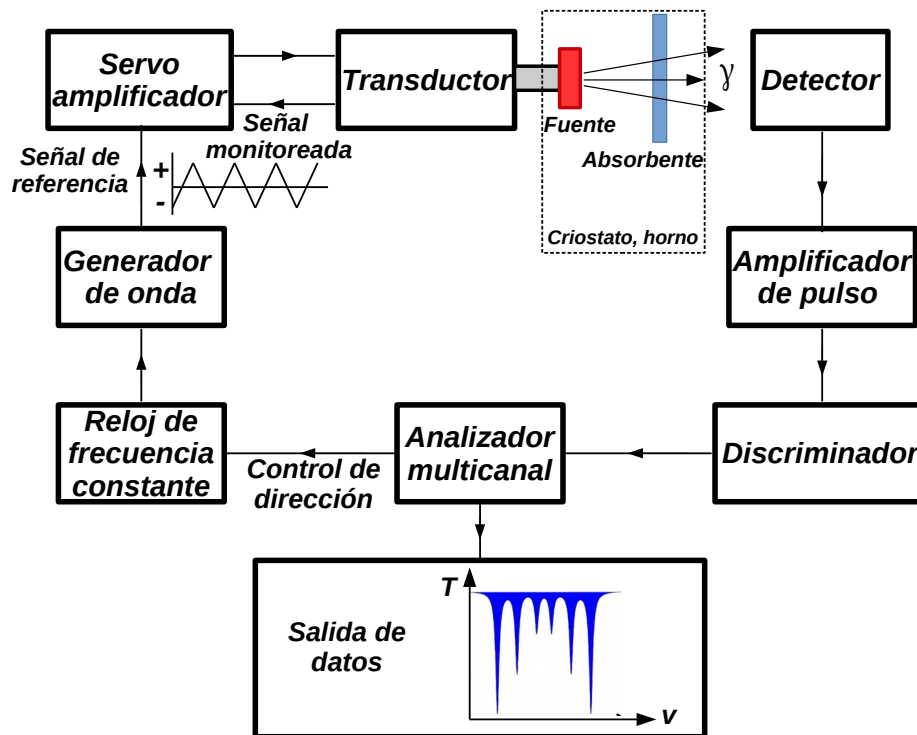 Servo
amplificador
Transductor
Fuente
Absorbente
γ
Detector
Señal
monitoreada
Señal de
referencia
+
-
Criostato, horno
Generador
de onda
Amplificador
de pulso
Reloj de
frecuencia
constante
Control de
dirección
Analizador
multicanal
Discriminador
Salida de
datos
T
v